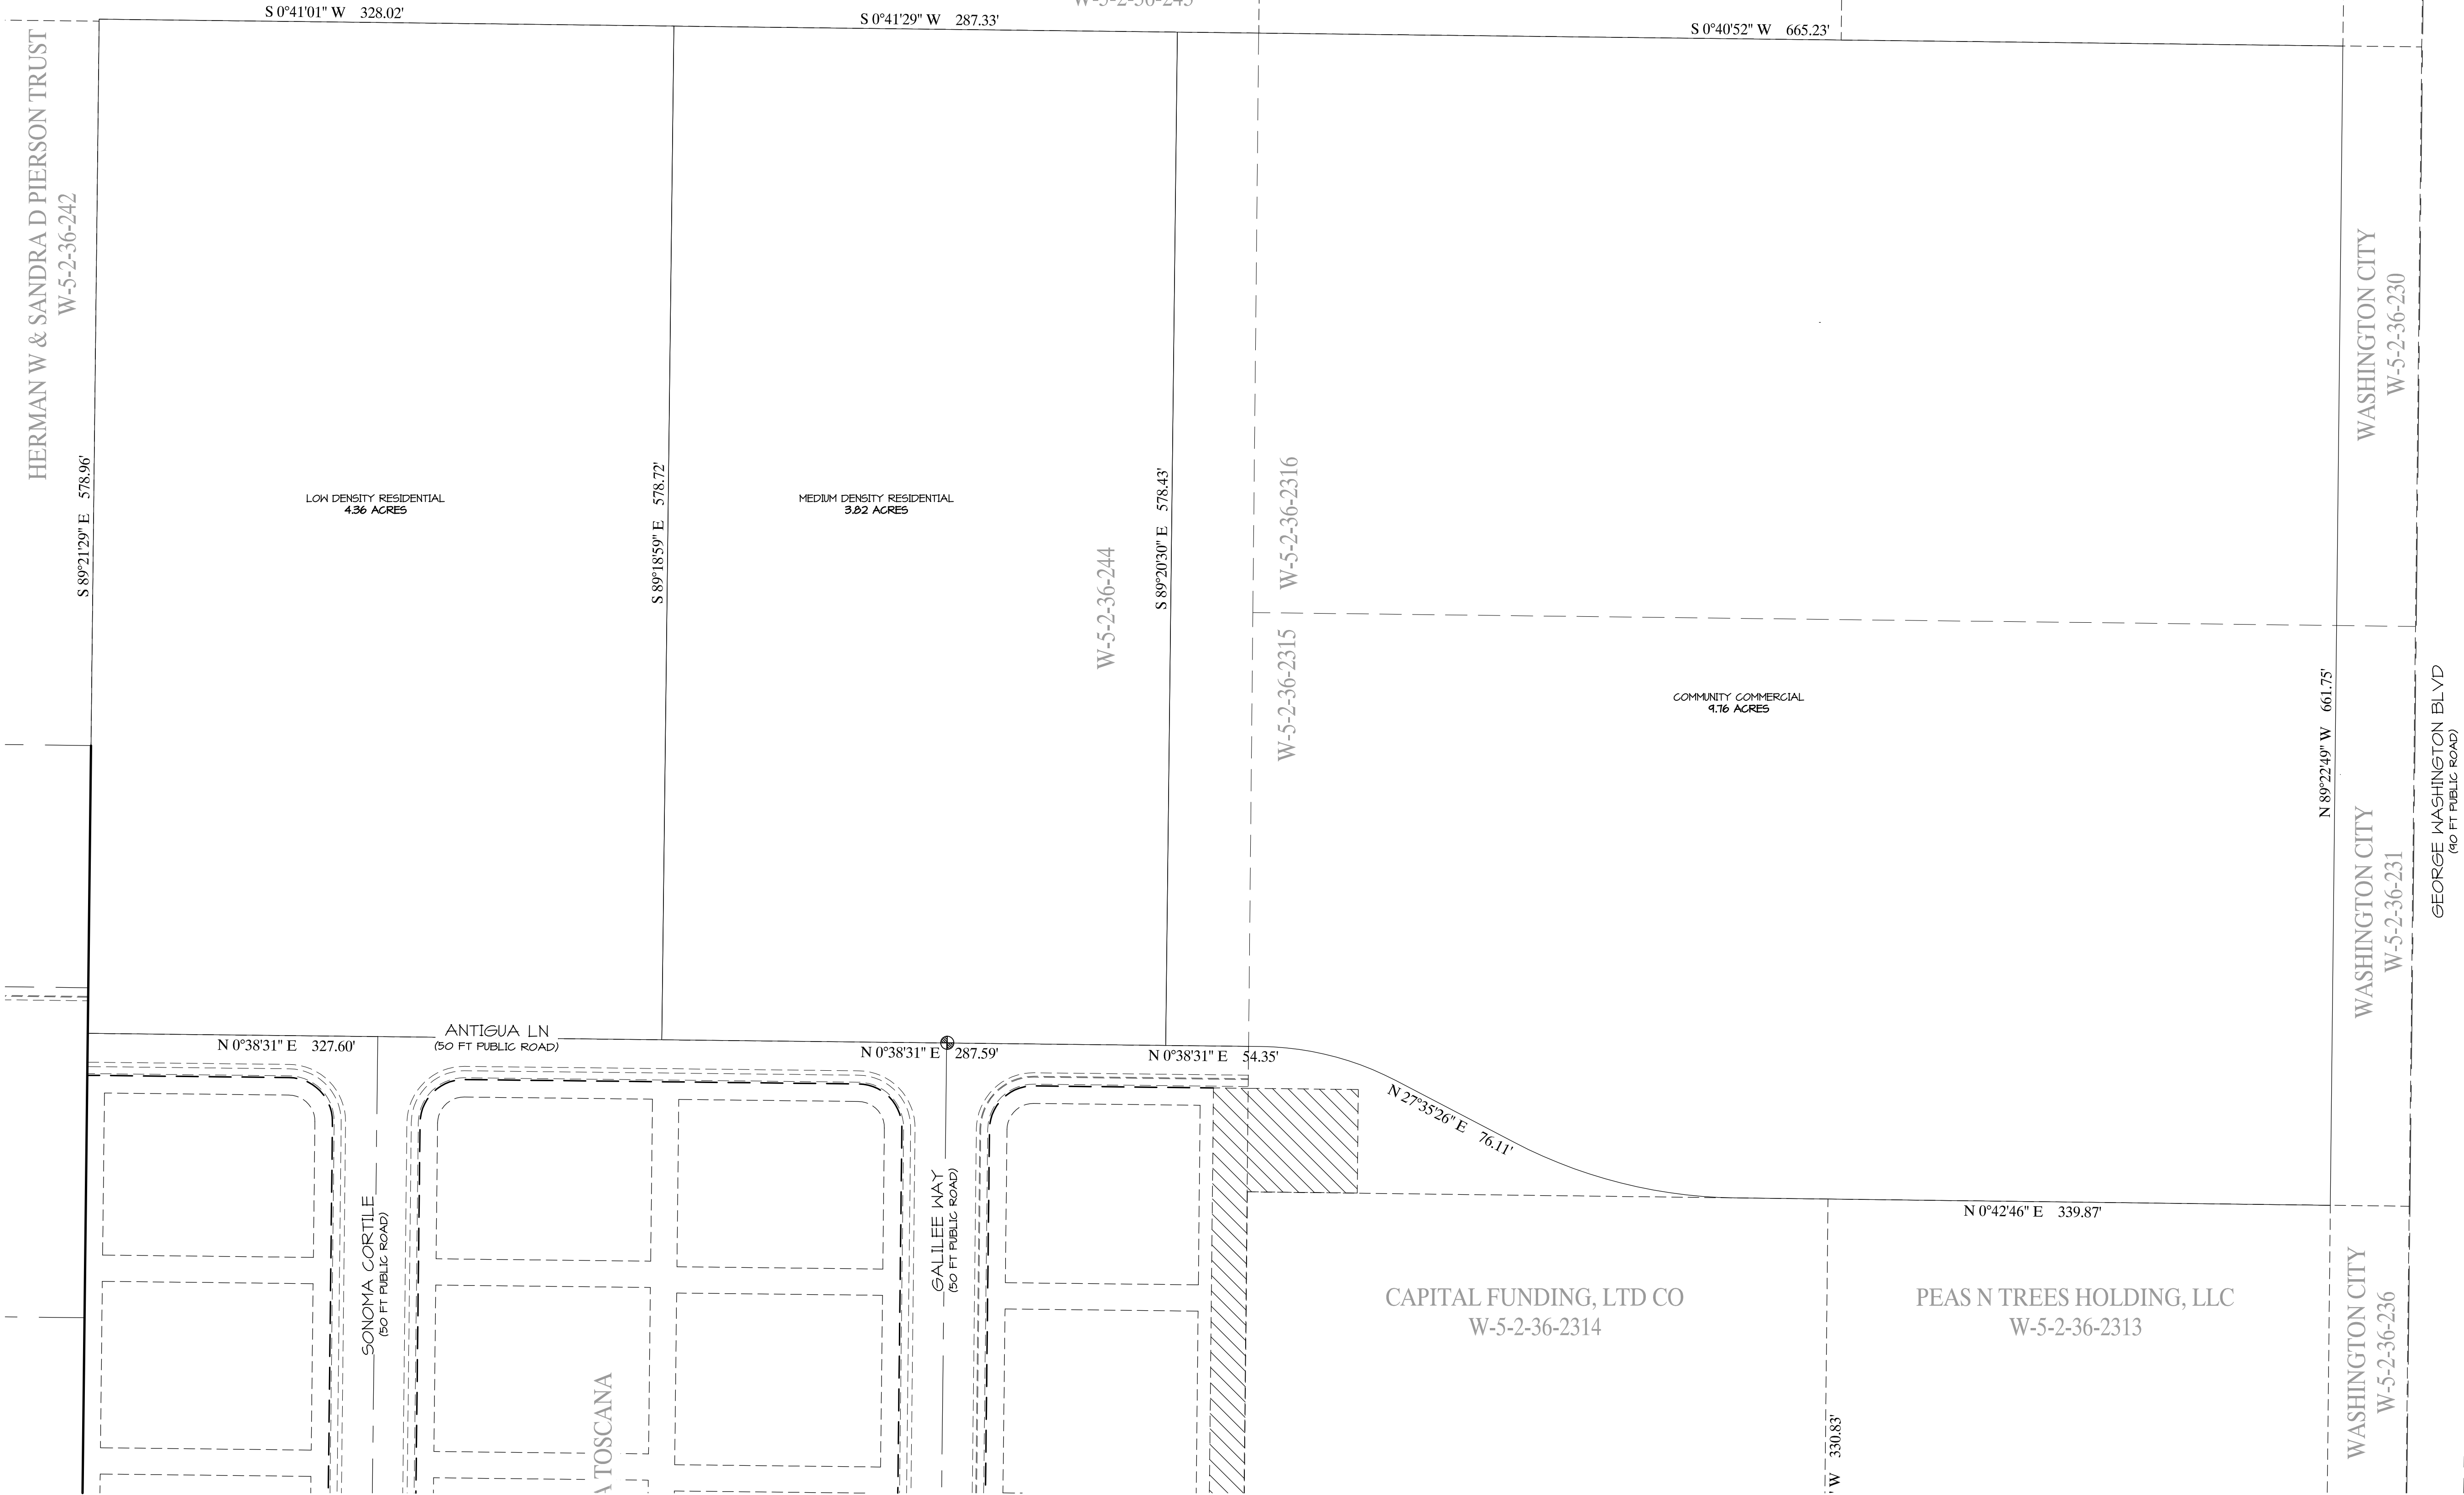 W-5-2-36-245
S 0°41'01" W 328.02'
S 0°41'29" W 287.33'
S 0°40'52" W 665.23'
HERMAN W & SANDRA D PIERSON TRUST
W-5-2-36-242
S 89°21'29" E 578.96'
LOW DENSITY RESIDENTIAL
4.36 ACRES
S 89°18'59" E 578.72'
MEDIUM DENSITY RESIDENTIAL
3.82 ACRES
W-5-2-36-244
S 89°20'30" E 578.43'
W-5-2-36-2316
W-5-2-36-2315
COMMUNITY COMMERCIAL
9.76 ACRES
N 89°22'49" W 661.75'
WASHINGTON CITY
W-5-2-36-230
WASHINGTON CITY
W-5-2-36-231
GEORGE WASHINGTON BLVD
(90 FT PUBLIC ROAD)
ANTIGUA LN
(50 FT PUBLIC ROAD)
N 0°38'31" E 327.60'
N 0°38'31" E 287.59'
N 0°38'31" E 54.35'
N 27°35'26" E 76.11'
N 0°42'46" E 339.87'
SONOMA CORTILE
(50 FT PUBLIC ROAD)
GALILEE WAY
(50 FT PUBLIC ROAD)
CAPITAL FUNDING, LTD CO
W-5-2-36-2314
PEAS N TREES HOLDING, LLC
W-5-2-36-2313
WASHINGTON CITY
W-5-2-36-236
A TOSCANA
W 330.83'